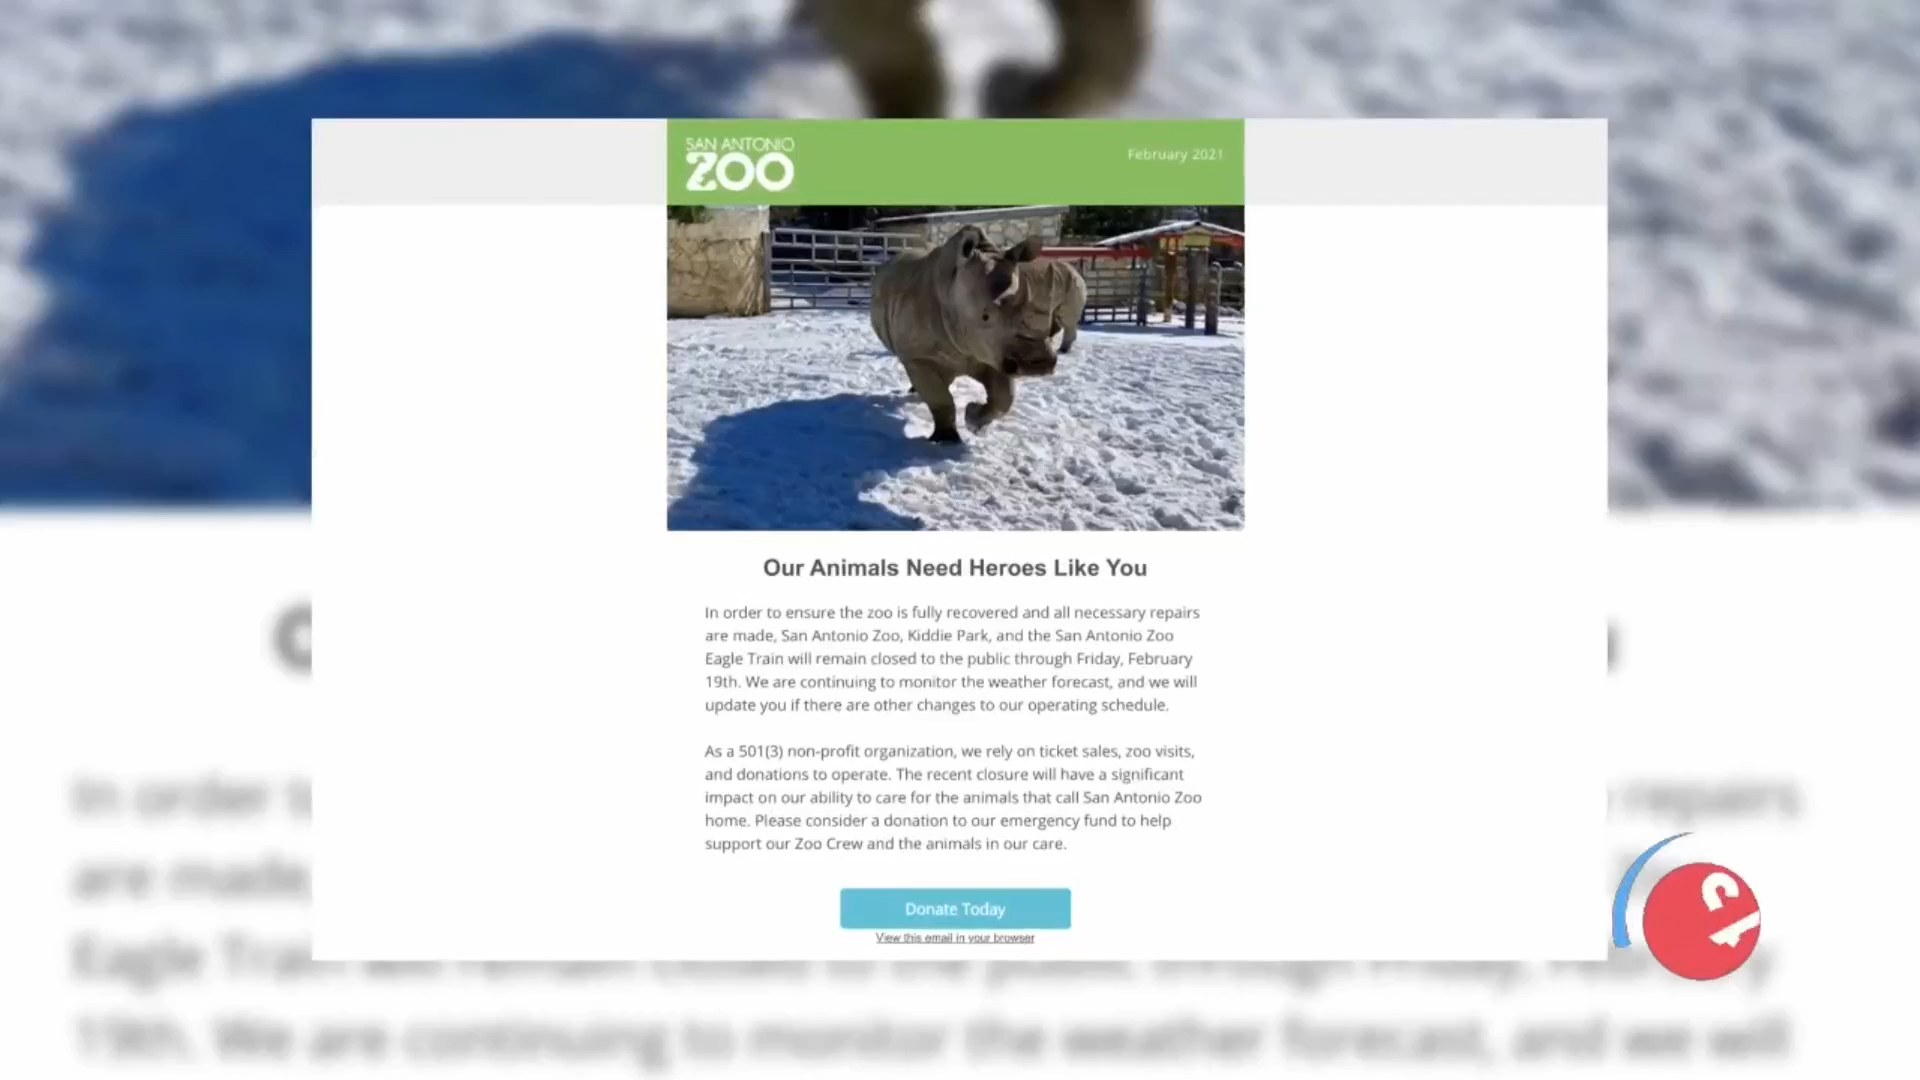 SAN ANTONIO
ZOO
February 2021
Our Animals Need Heroes Like You
In order to ensure the zoo is fully recovered and all necessary repairs
are made, San Antonio Zoo, Kiddie Park, and the San Antonio Zoo
Eagle Train will remain closed to the public through Friday, February
19th. We are continuing to monitor the weather forecast, and we will
update you if there are other changes to our operating schedule.
As a 501(3) non-profit organization, we rely on ticket sales, zoo visits,
and donations to operate. The recent closure will have a significant
impact on our ability to care for the animals that call San Antonio Zoo
home. Please consider a donation to our emergency fund to help
support our Zoo Crew and the animals in our care.
Donate Today
View this email in your browser